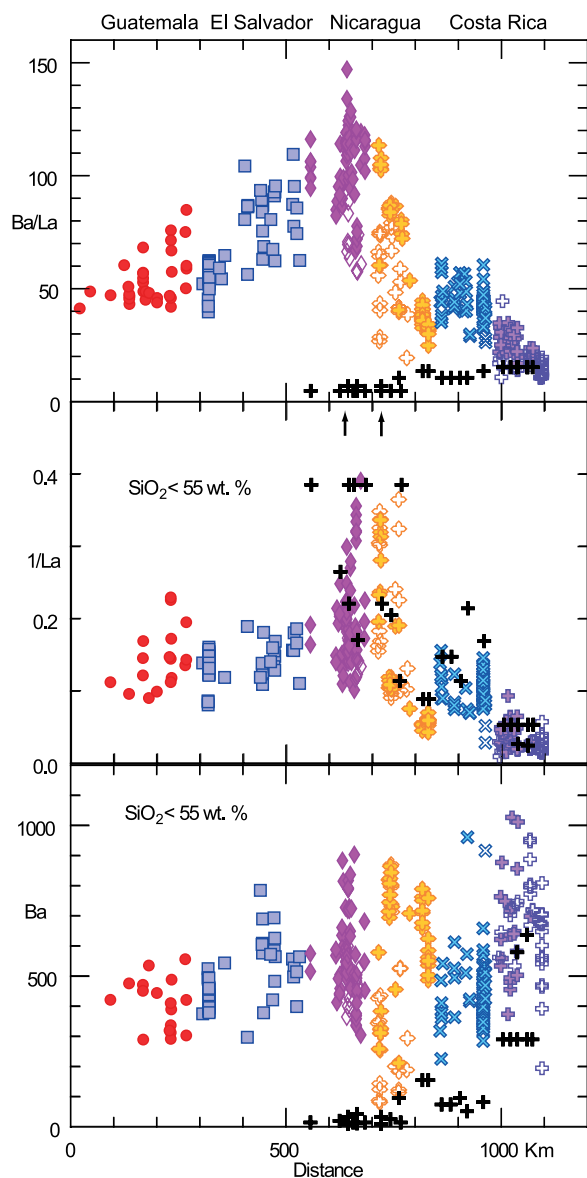 Guatemala El Salvador Nicaragua Costa Rica
150
100
Ba/La
50
0
SiO₂< 55 wt. %
0.4
1/La
0.2
0.0
SiO₂< 55 wt. %
1000
Ba
500
0
0 500 1000 Km
Distance